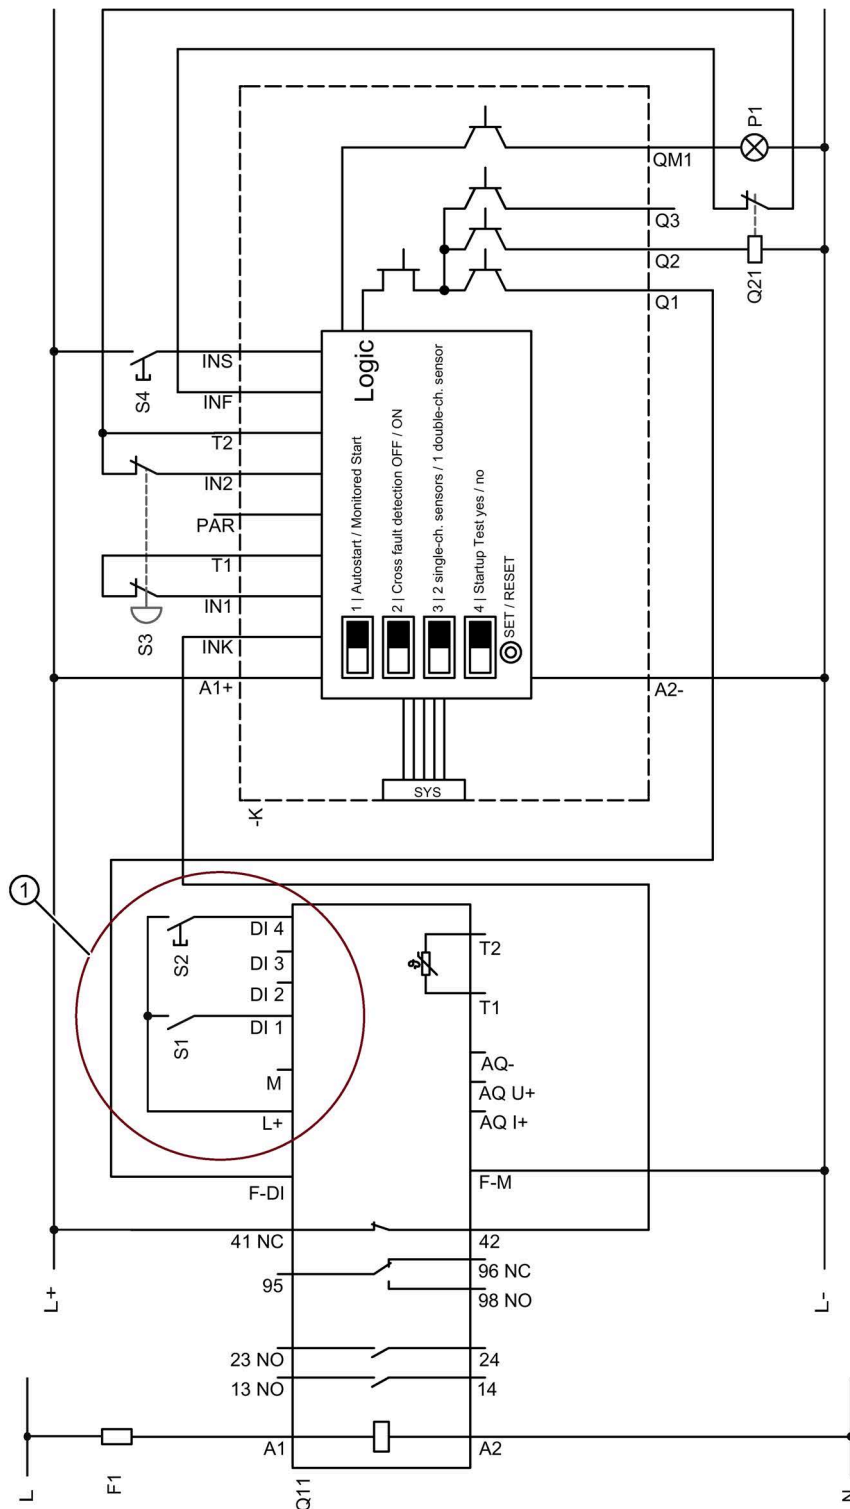 P1
QM1
Q3
Q2
Q21
Q1
INS
Logic
S4
INF
T2
IN2
PAR
T1
S3
IN1
INK
A1+
A2-
1 | Autostart / Monitored Start
2 | Cross fault detection OFF / ON
3 | 2 single-ch. sensors / 1 double-ch. sensor
4 | Startup Test yes / no
SET / RESET
SYS
-K
1
S2
DI 4
DI 3
DI 2
S1
DI 1
M
L+
T2
ϑ
T1
AQ-
AQ U+
AQ I+
F-DI
F-M
41 NC
42
95
96 NC
98 NO
L+
L-
23 NO
24
13 NO
14
A1
A2
L
F1
Q11
N